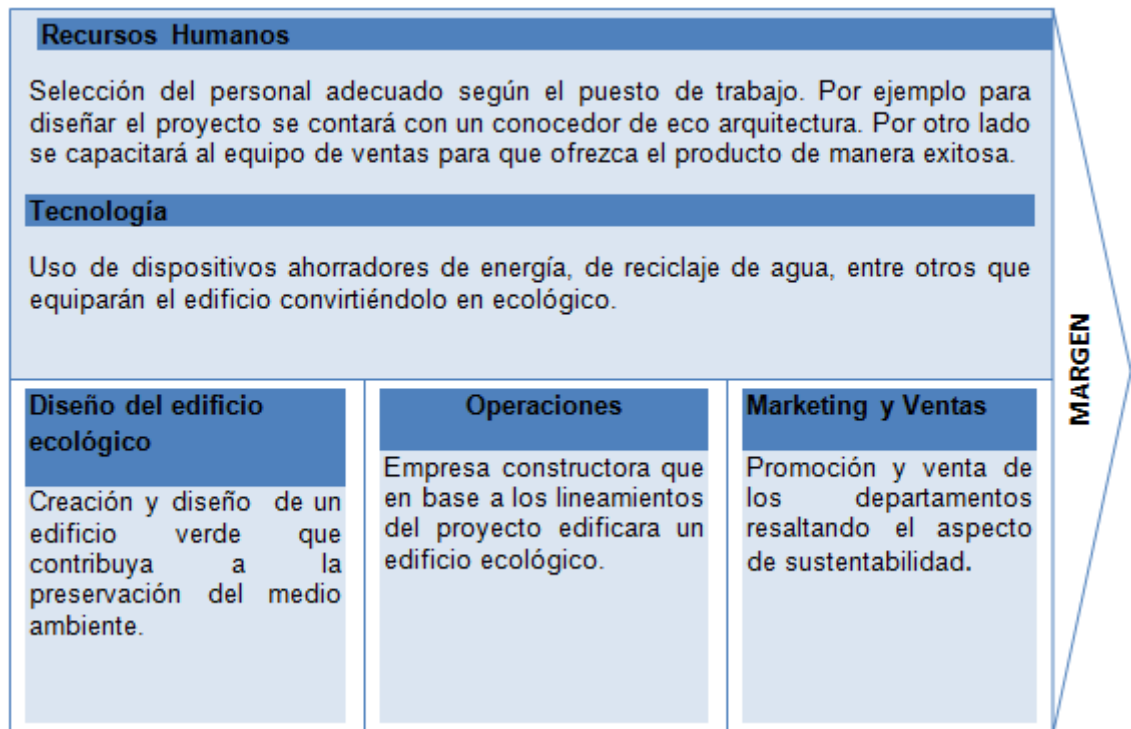 Recursos Humanos
Selección del personal adecuado según el puesto de trabajo. Por ejemplo para
diseñar el proyecto se contará con un conocedor de eco arquitectura. Por otro lado
se capacitará al equipo de ventas para que ofrezca el producto de manera exitosa.
Tecnología
Uso de dispositivos ahorradores de energía, de reciclaje de agua, entre otros que
equiparán el edificio convirtiéndolo en ecológico.
Diseño del edificio
ecológico
Creación y diseño de un
edificio verde que
contribuya a la
preservación del medio
ambiente.
Operaciones
Empresa constructora que
en base a los lineamientos
del proyecto edificara un
edificio ecológico.
Marketing y Ventas
Promoción y venta de
los departamentos
resaltando el aspecto
de sustentabilidad.
MARGEN